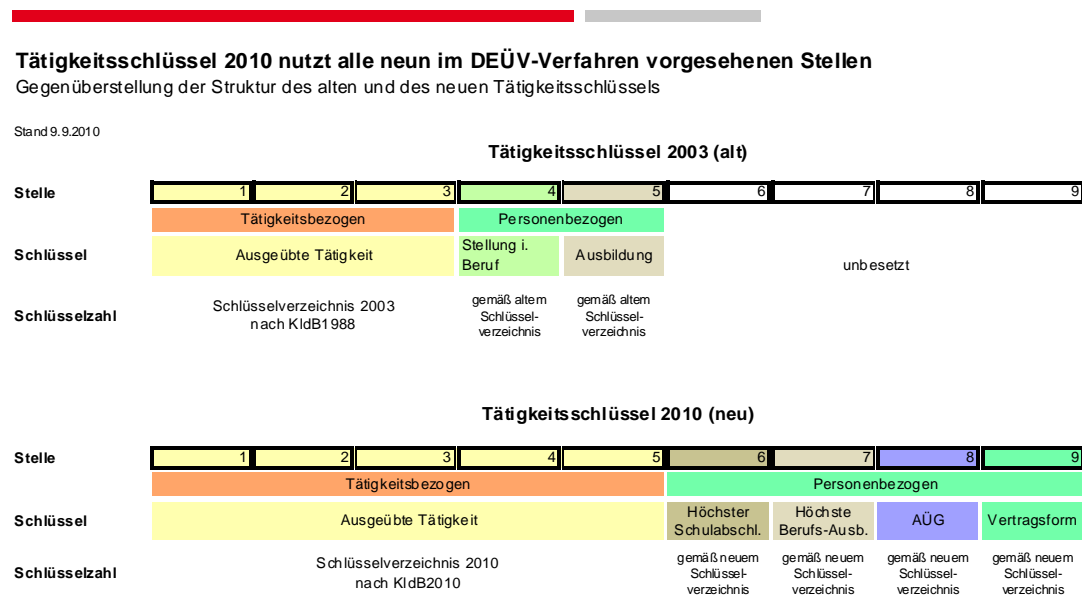 Tätigkeitsschlüssel 2010 nutzt alle neun im DEÜV-Verfahren vorgesehenen Stellen
Gegenüberstellung der Struktur des alten und des neuen Tätigkeitsschlüssels
Stand 9.9.2010
Tätigkeitsschlüssel 2003 (alt)
Stelle 1 2 3 4 5 6 7 8 9
Tätigkeitsbezogen Personenbezogen
Schlüssel
Ausgeübte Tätigkeit
Stellung i.
Beruf
Ausbildung
unbesetzt
Schlüsselzahl
Schlüsselverzeichnis 2003
nach KldB1988
gemäß altem
Schlüssel-
verzeichnis
gemäß altem
Schlüssel-
verzeichnis
Tätigkeitsschlüssel 2010 (neu)
Stelle 1 2 3 4 5 6 7 8 9
Tätigkeitsbezogen Personenbezogen
Schlüssel
Ausgeübte Tätigkeit
Höchster
Schulabschl.
Höchste
Berufs-Ausb.
AÜG
Vertragsform
Schlüsselzahl
Schlüsselverzeichnis 2010
nach KldB2010
gemäß neuem
Schlüssel-
verzeichnis
gemäß neuem
Schlüssel-
verzeichnis
gemäß neuem
Schlüssel-
verzeichnis
gemäß neuem
Schlüssel-
verzeichnis